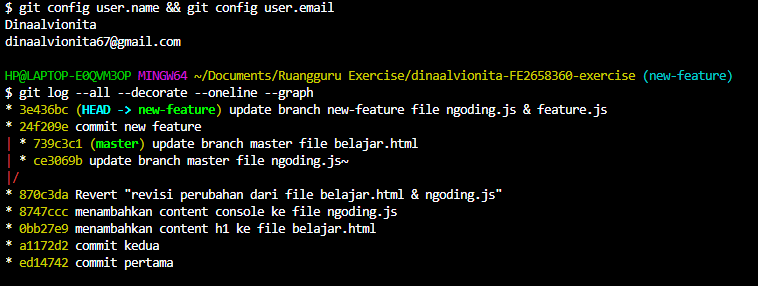 $ git config user.name && git config user.email
Dinaalvionita
dinaalvionita67@gmail.com
HP@LAPTOP-E0QVM3OP MINGW64 ~/Documents/Ruangguru Exercise/dinaalvionita-FE2658360-exercise (new-feature)
$ git log --all --decorate --oneline --graph
* 3e436bc (HEAD -> new-feature) update branch new-feature file ngoding.js & feature.js
* 24f209e commit new feature
| * 739c3c1 (master) update branch master file belajar.html
| * ce3069b update branch master file ngoding.js~
|/
* 870c3da Revert "revisi perubahan dari file belajar.html & ngoding.js"
* 8747ccc menambahkan content console ke file ngoding.js
* 0bb27e9 menambahkan content h1 ke file belajar.html
* a1172d2 commit kedua
* ed14742 commit pertama